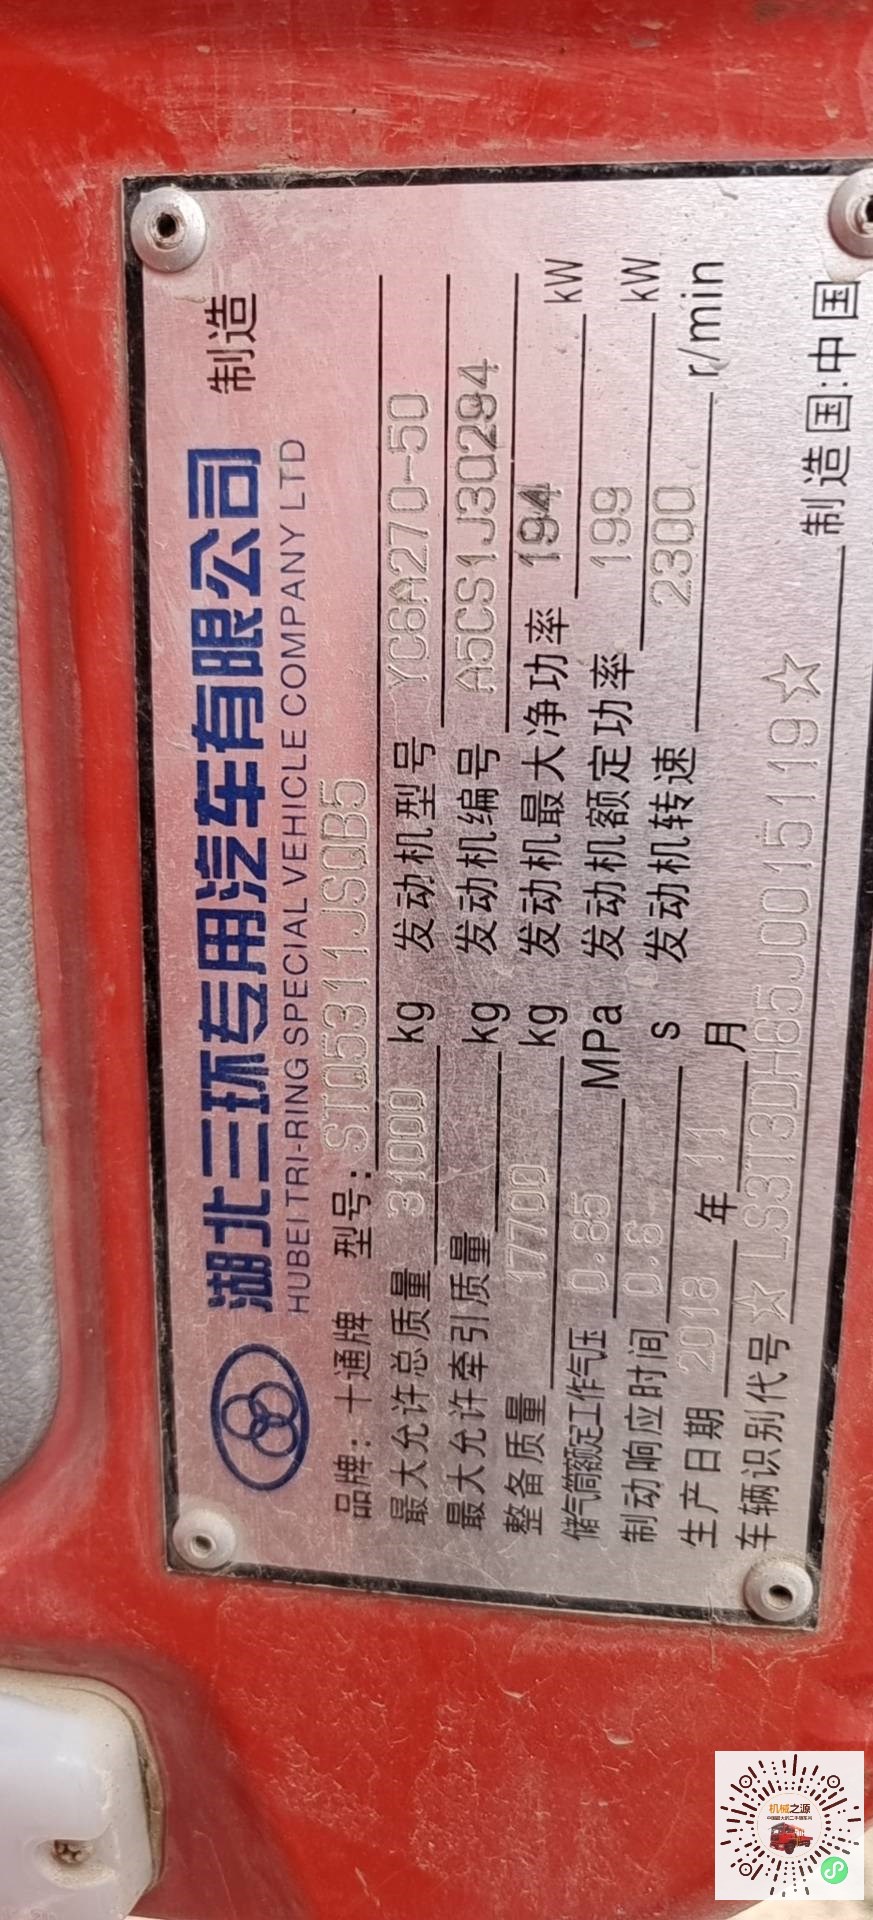 湖北三环专用汽车有限公司 制造
HUBEI TRI-RING SPECIAL VEHICLE COMPANY LTD
品牌：十通牌 型号：STQ5311JSQB5
最大允许总质量 31000 kg 发动机型号 YC6A270-50
最大允许牵引质量 kg 发动机编号 A5CS1J30294
整备质量 17700 kg 发动机最大净功率 194 kW
储气筒额定工作气压 0.85 MPa 发动机额定功率 199 kW
制动响应时间 0.6 s 发动机转速 2300 r/min
生产日期 2018 年 11 月
车辆识别代号 ☆LS3T3DH65J0015119☆ 制造国:中国
机械之源